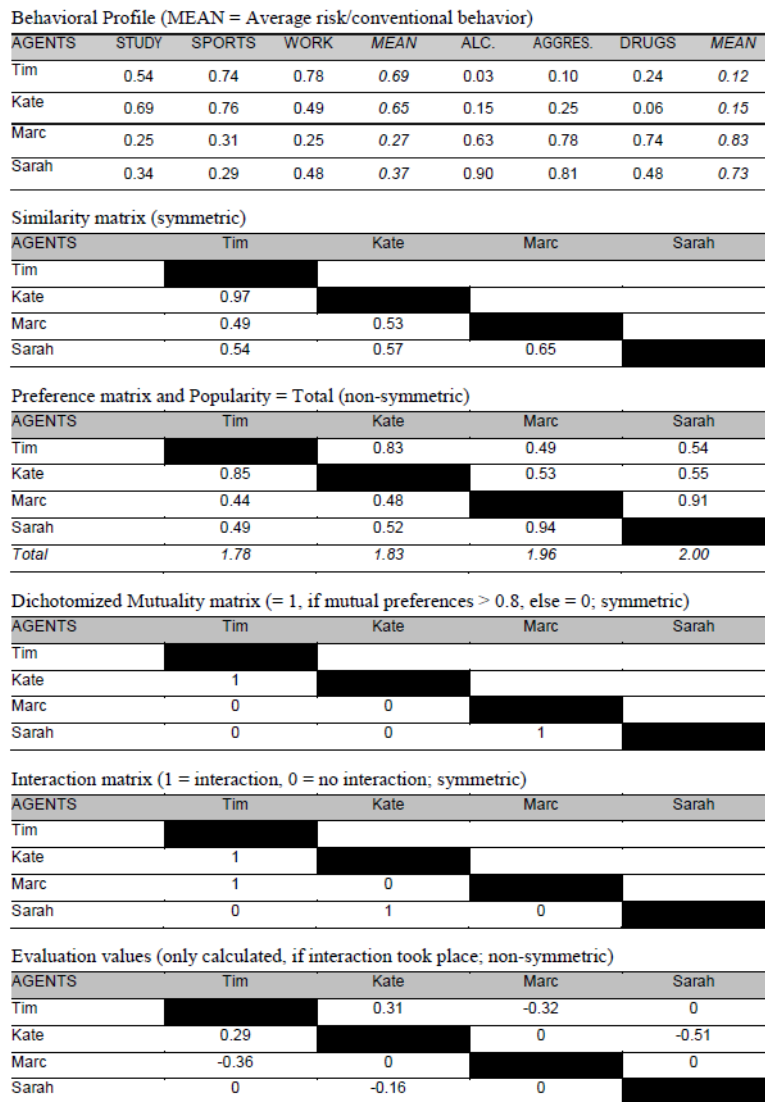 Behavioral Profile (MEAN = Average risk/conventional behavior)
AGENTS STUDY SPORTS WORK MEAN ALC. AGGRES. DRUGS MEAN
Tim 0.54 0.74 0.78 0.69 0.03 0.10 0.24 0.12
Kate 0.69 0.76 0.49 0.65 0.15 0.25 0.06 0.15
Marc 0.25 0.31 0.25 0.27 0.63 0.78 0.74 0.83
Sarah 0.34 0.29 0.48 0.37 0.90 0.81 0.48 0.73
Similarity matrix (symmetric)
AGENTS Tim Kate Marc Sarah
Tim
Kate 0.97
Marc 0.49 0.53
Sarah 0.54 0.57 0.65
Preference matrix and Popularity = Total (non-symmetric)
AGENTS Tim Kate Marc Sarah
Tim 0.83 0.49 0.54
Kate 0.85 0.53 0.55
Marc 0.44 0.48 0.91
Sarah 0.49 0.52 0.94
Total 1.78 1.83 1.96 2.00
Dichotomized Mutuality matrix (= 1, if mutual preferences > 0.8, else = 0; symmetric)
AGENTS Tim Kate Marc Sarah
Tim
Kate 1
Marc 0 0
Sarah 0 0 1
Interaction matrix (1 = interaction, 0 = no interaction; symmetric)
AGENTS Tim Kate Marc Sarah
Tim
Kate 1
Marc 1 0
Sarah 0 1 0
Evaluation values (only calculated, if interaction took place; non-symmetric)
AGENTS Tim Kate Marc Sarah
Tim 0.31 -0.32 0
Kate 0.29 0 -0.51
Marc -0.36 0 0
Sarah 0 -0.16 0